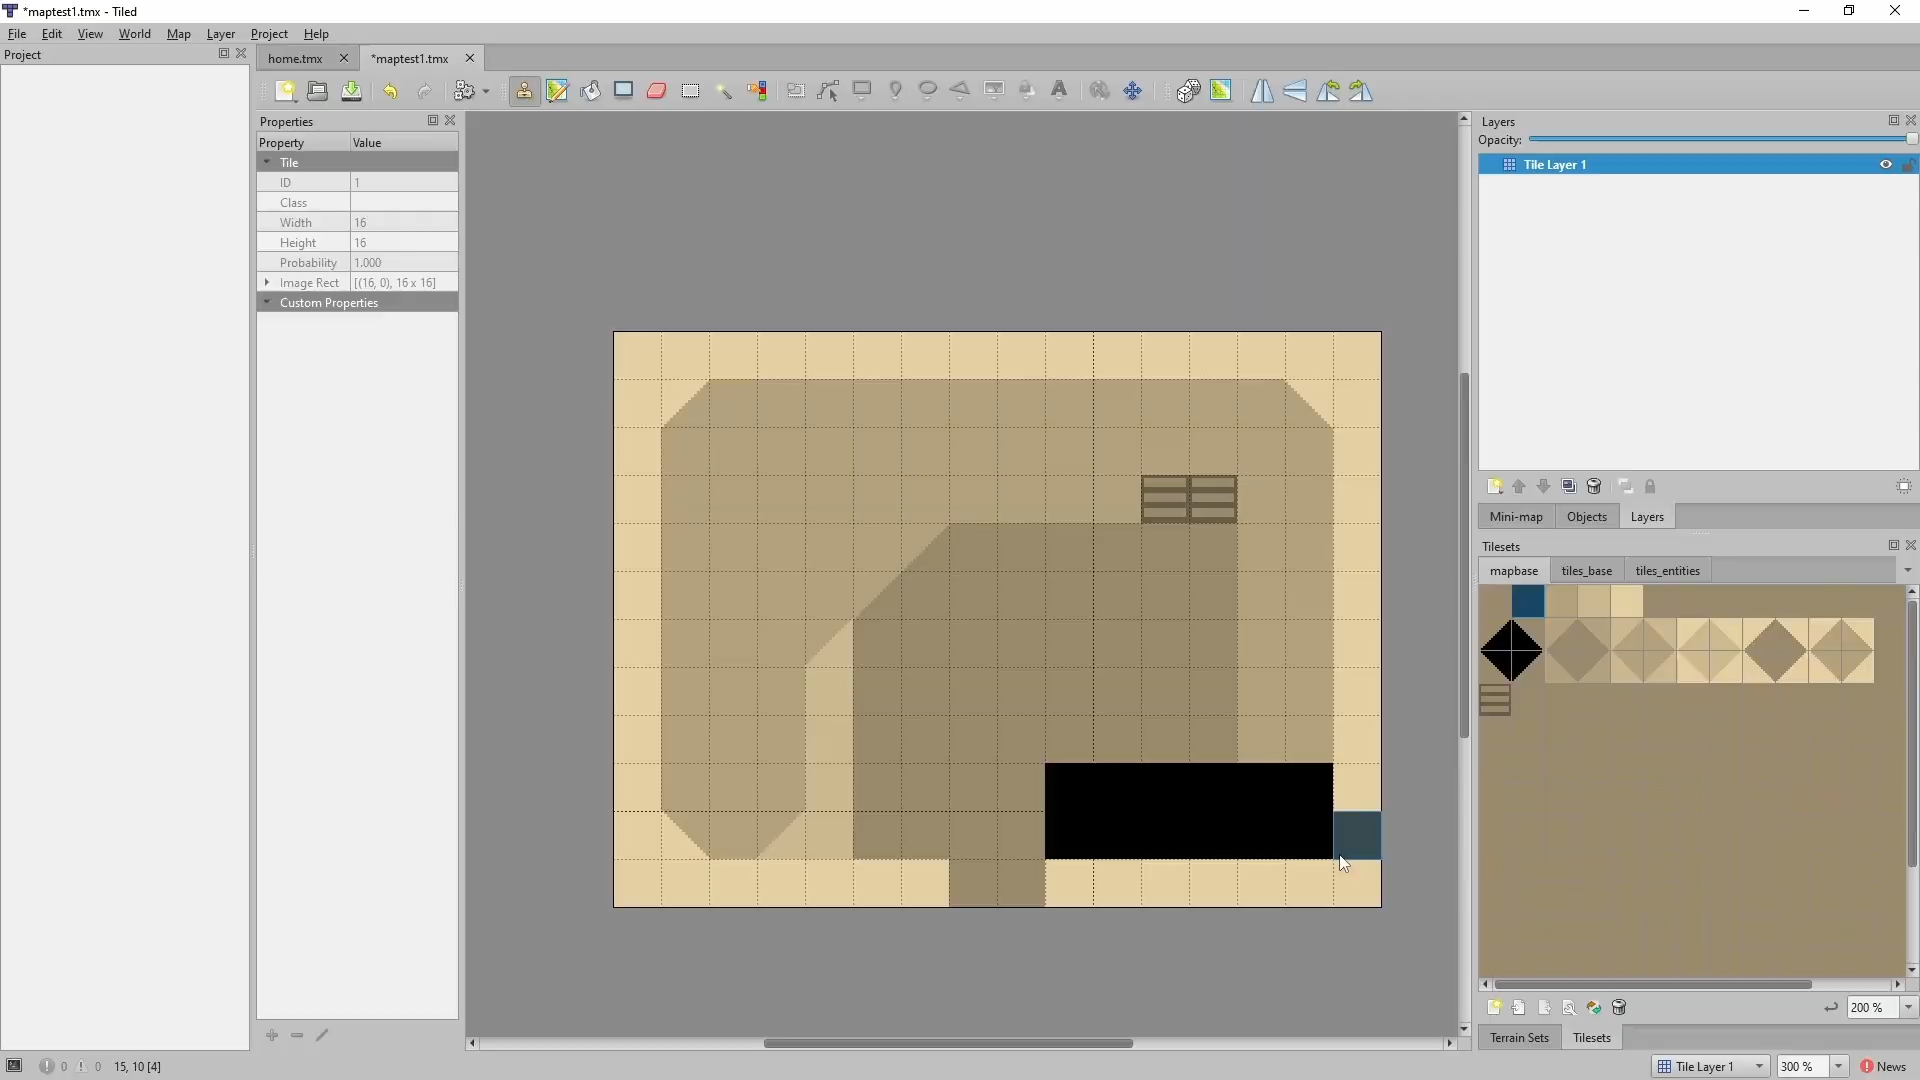 *maptest1.tmx - Tiled
File Edit View World Map Layer Project Help
Project
home.tmx *maptest1.tmx
Properties
Property Value
Tile
ID 1
Class
Width 16
Height 16
Probability 1.000
Image Rect [(16, 0), 16 x 16]
Custom Properties
Layers
Opacity:
Tile Layer 1
Mini-map Objects Layers
Tilesets
mapbase tiles_base tiles_entities
200 %
Terrain Sets Tilesets
0 0 15, 10 [4]
Tile Layer 1 300 % News